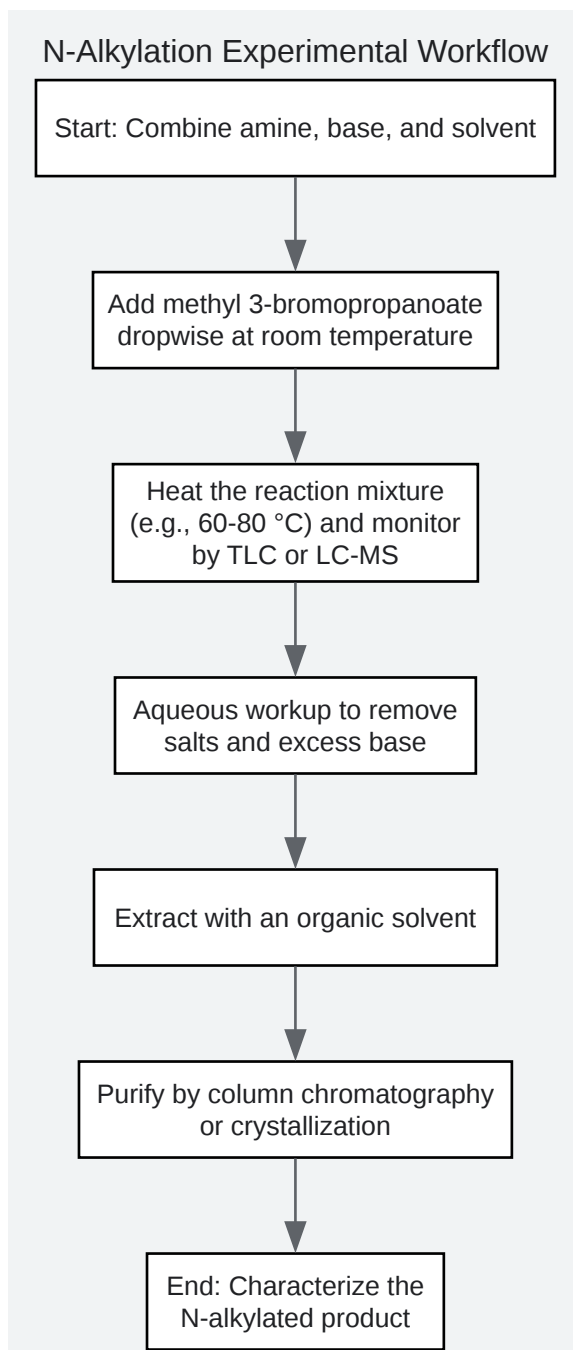 N-Alkylation Experimental Workflow
Start: Combine amine, base, and solvent
Add methyl 3-bromopropanoate
dropwise at room temperature
Heat the reaction mixture
(e.g., 60-80 °C) and monitor
by TLC or LC-MS
Aqueous workup to remove
salts and excess base
Extract with an organic solvent
Purify by column chromatography
or crystallization
End: Characterize the
N-alkylated product